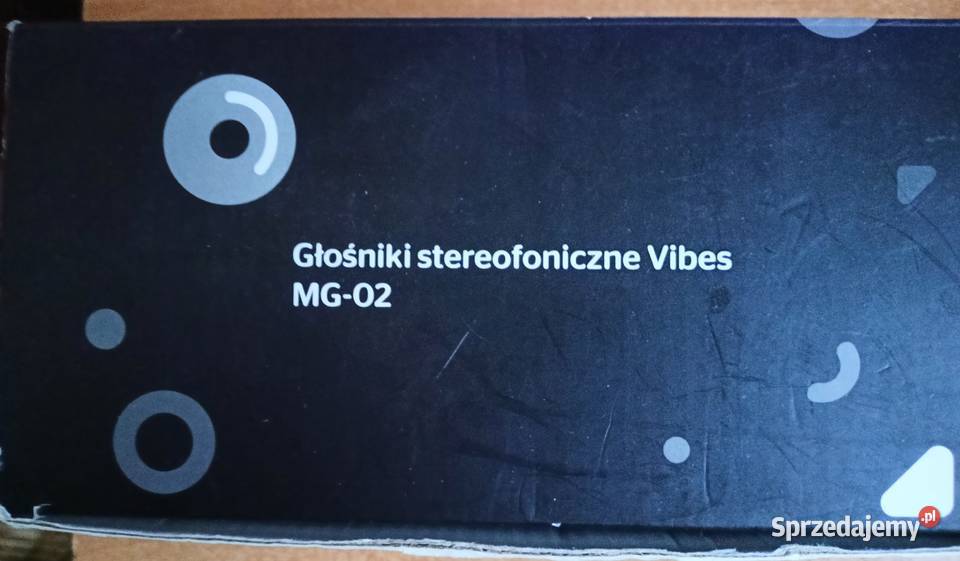 Głośniki stereofoniczne Vibes
MG-02
Sprzedajemy.pl